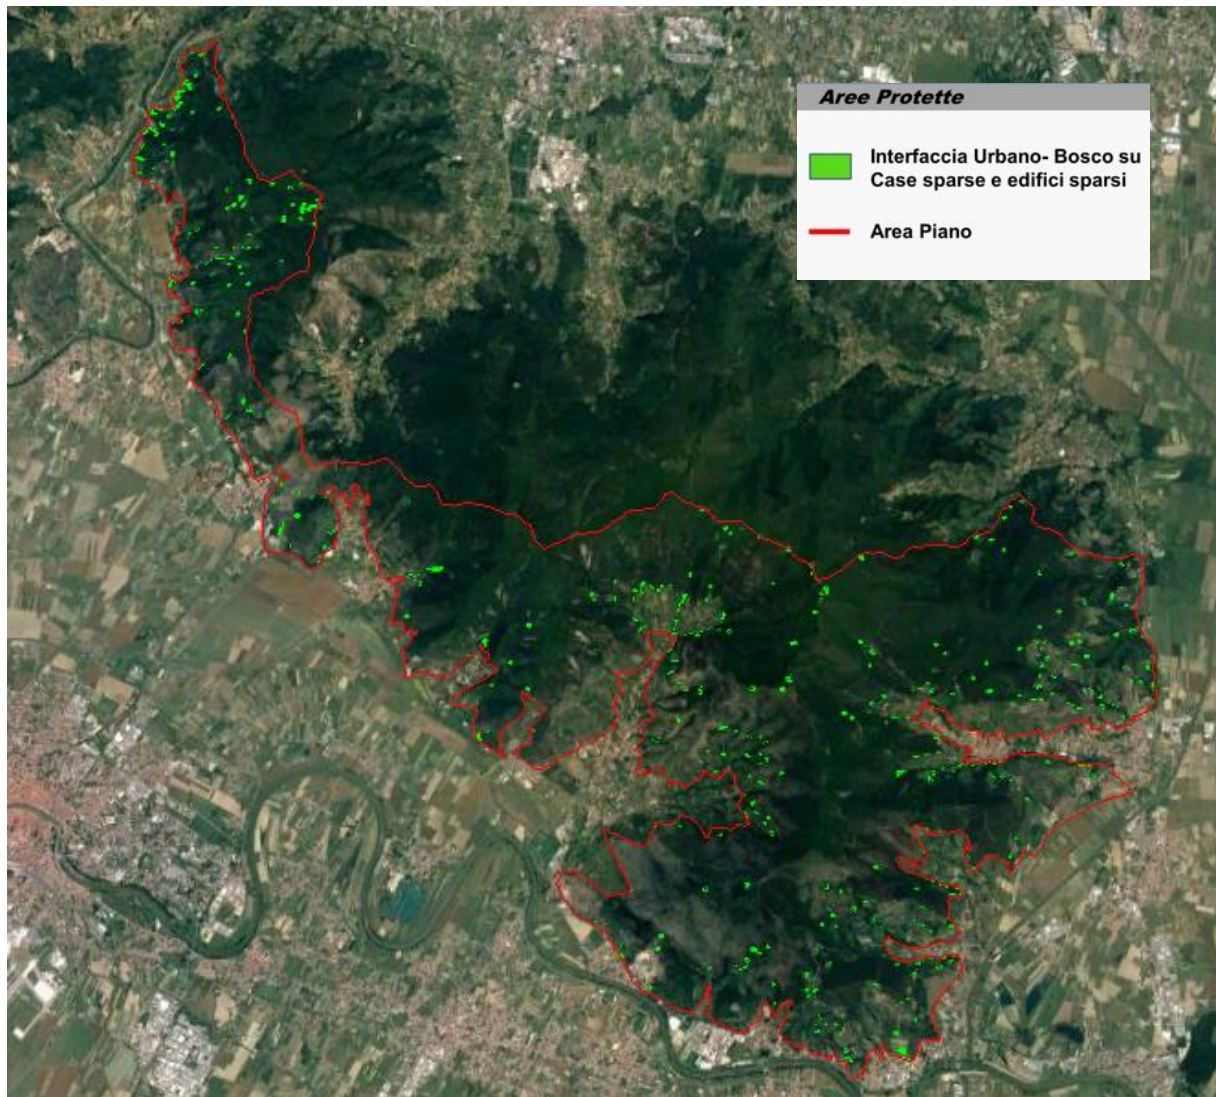 Aree Protette
Interfaccia Urbano- Bosco su
Case sparse e edifici sparsi
Area Piano